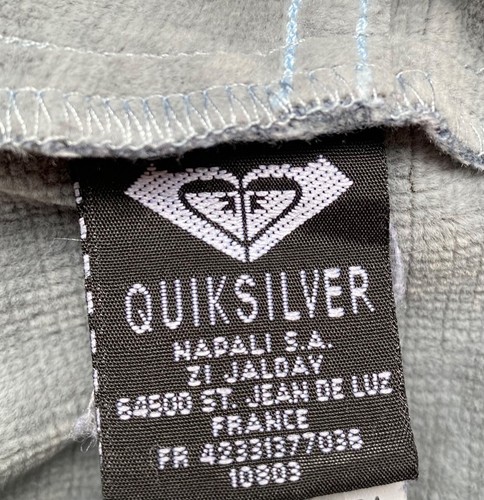 QUIKSILVER
NAPALI S.A.
ZI JALDAY
64500 ST. JEAN DE LUZ
FRANCE
FR 42331377036
10803